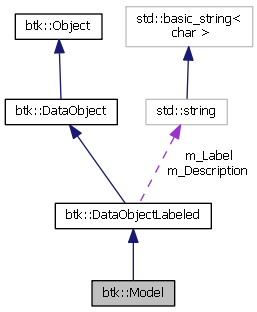 btk::Object
std::basic_string<
char >
btk::DataObject
std::string
m_Label
m_Description
btk::DataObjectLabeled
btk::Model